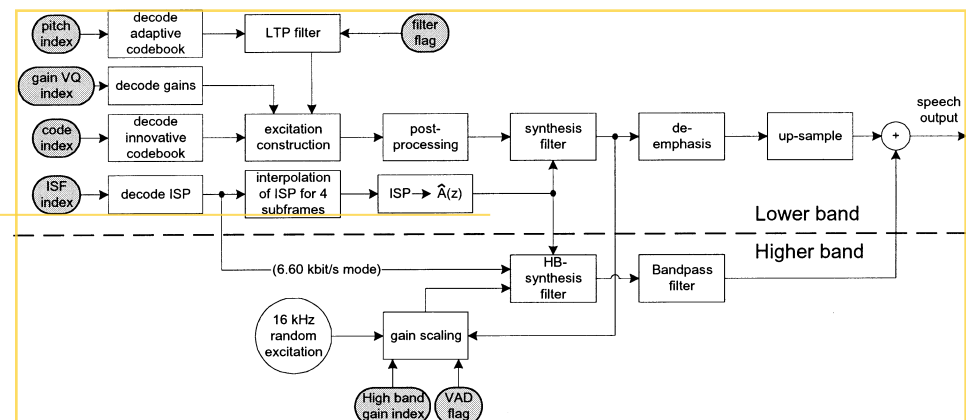 pitch
index
decode
adaptive
codebook
LTP filter
filter
flag
gain VQ
index
decode gains
code
index
decode
innovative
codebook
excitation
construction
post-
processing
synthesis
filter
de-
emphasis
up-sample
+
speech
output
ISF
index
decode ISP
interpolation
of ISP for 4
subframes
ISP → Â(z)
Lower band
Higher band
(6.60 kbit/s mode)
HB-
synthesis
filter
Bandpass
filter
16 kHz
random
excitation
gain scaling
High band
gain index
VAD
flag